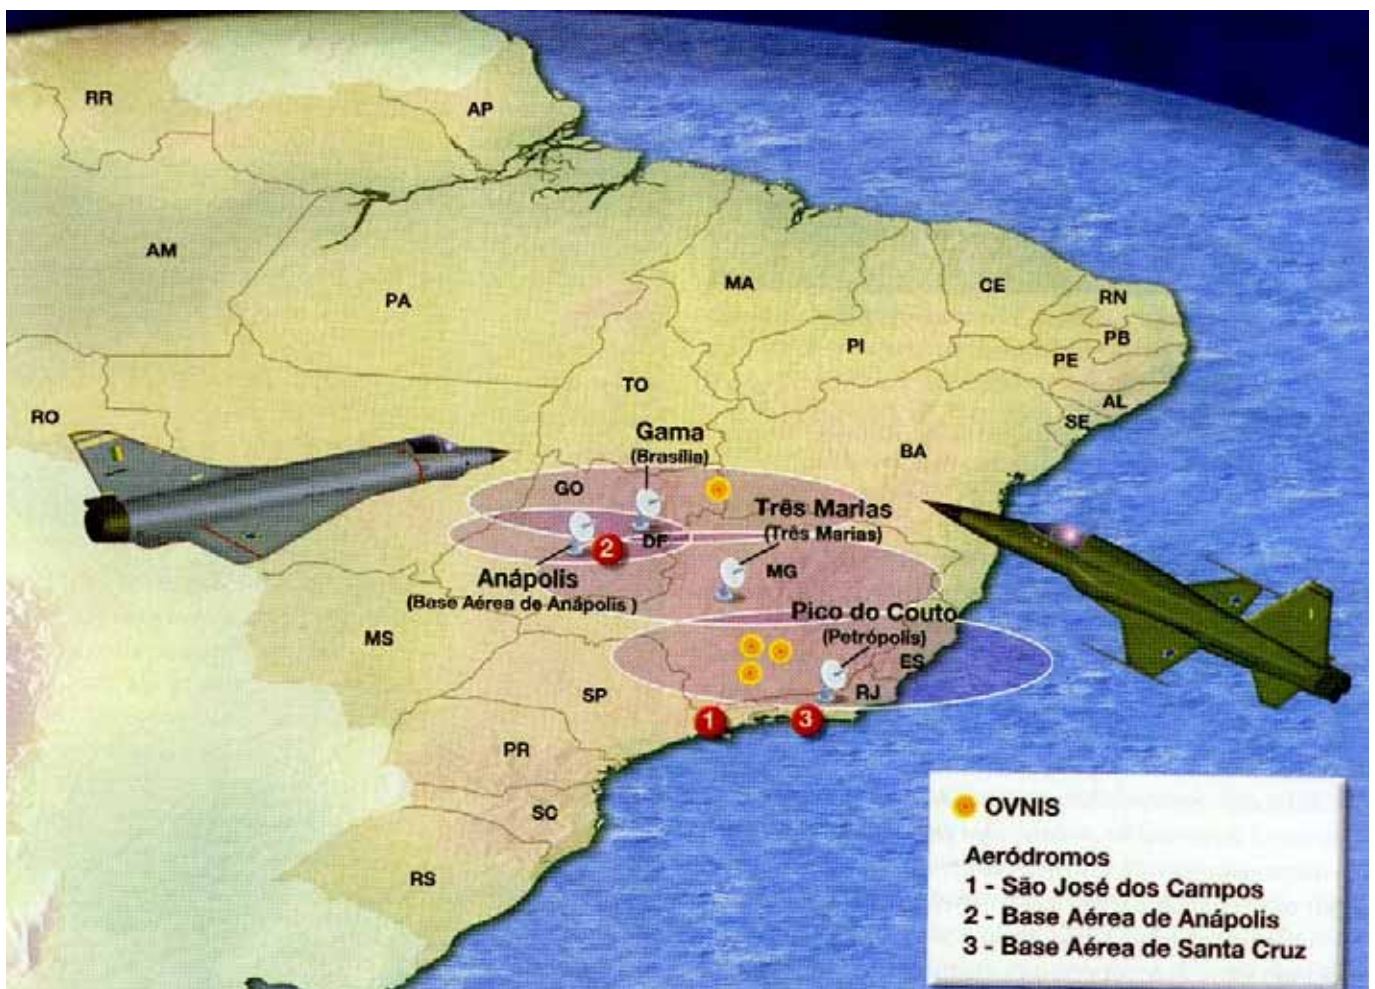 RR
AP
AM
PA
MA
CE
RN
PB
PI
PE
TO
AL
RO
SE
Gama
(Brasília)
BA
GO
Três Marias
(Três Marias)
DF
2
MG
Anápolis
(Base Aérea de Anápolis )
Pico do Couto
(Petrópolis)
MS
ES
SP
RJ
1
3
PR
SC
RS
OVNIS
Aeródromos
1 - São José dos Campos
2 - Base Aérea de Anápolis
3 - Base Aérea de Santa Cruz